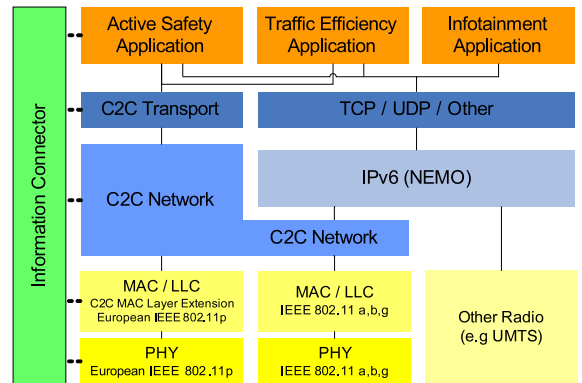 Information Connector
Active Safety
Application
Traffic Efficiency
Application
Infotainment
Application
C2C Transport
TCP / UDP / Other
C2C Network
IPv6 (NEMO)
C2C Network
MAC / LLC
C2C MAC Layer Extension
European IEEE 802.11p
MAC / LLC
IEEE 802.11 a,b,g
Other Radio
(e.g UMTS)
PHY
European IEEE 802.11p
PHY
IEEE 802.11 a,b,g